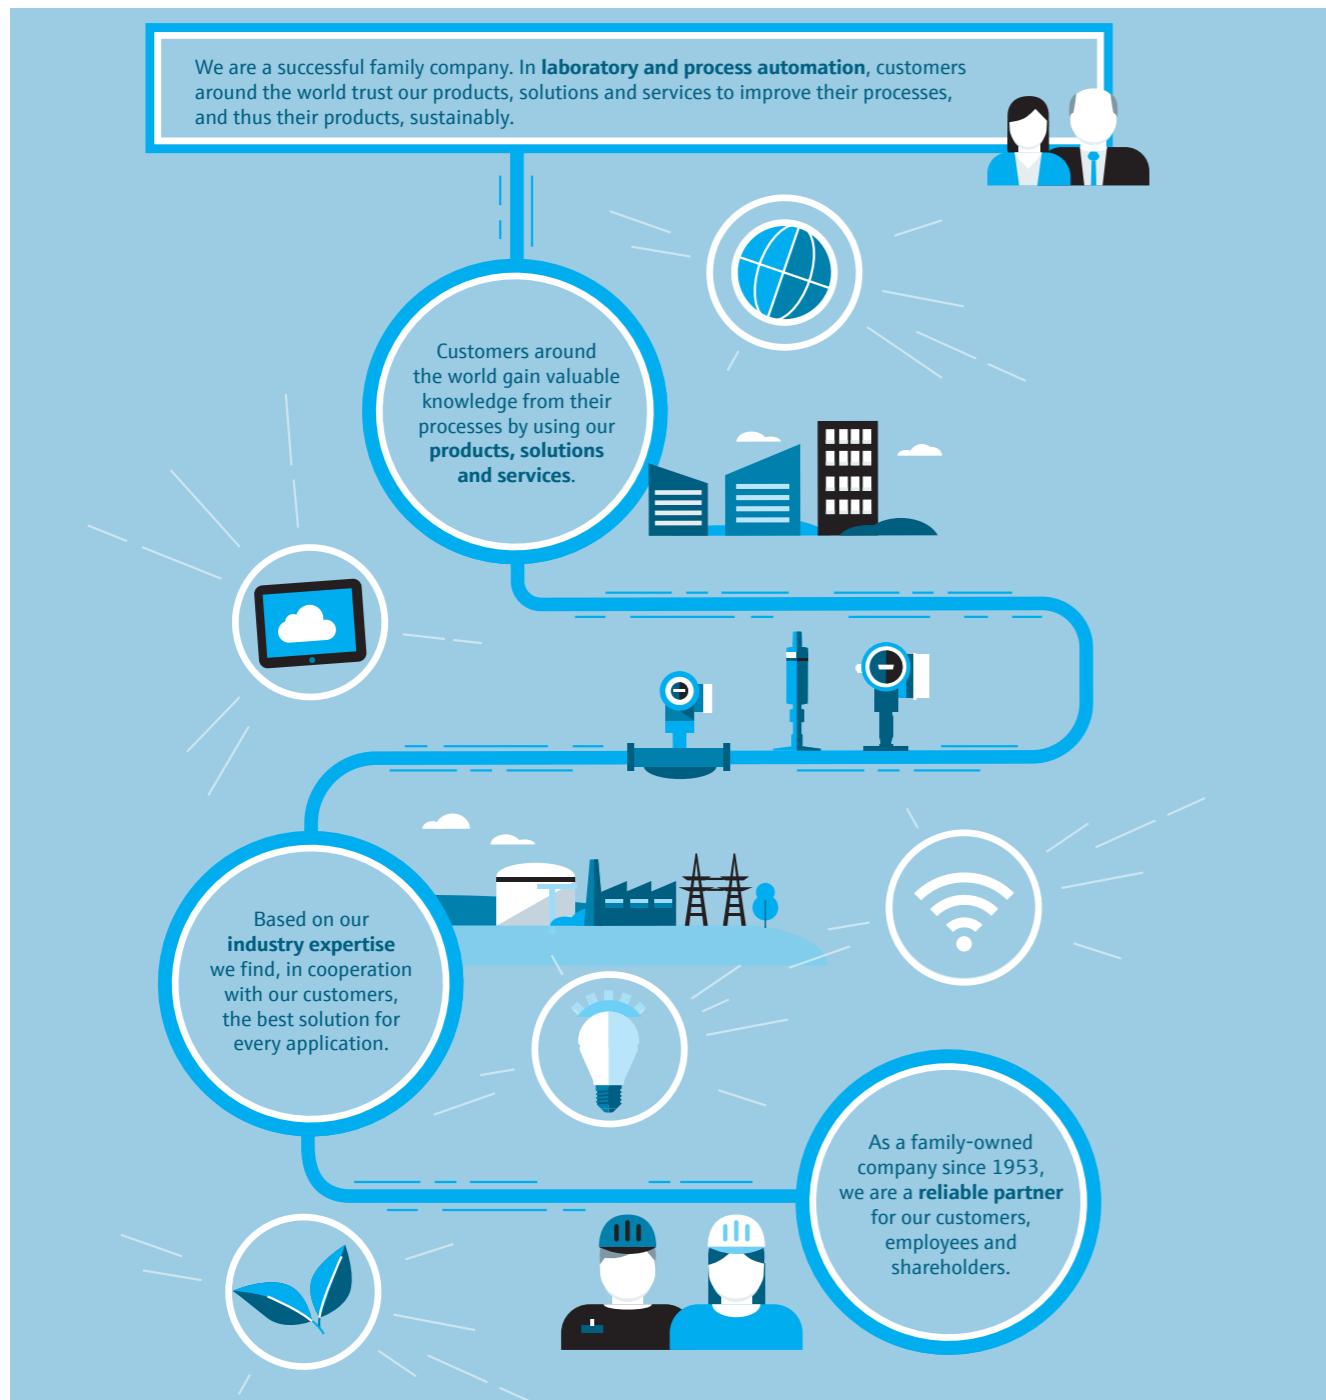 We are a successful family company. In laboratory and process automation, customers
around the world trust our products, solutions and services to improve their processes,
and thus their products, sustainably.
Customers around
the world gain valuable
knowledge from their
processes by using our
products, solutions
and services.
Based on our
industry expertise
we find, in cooperation
with our customers,
the best solution for
every application.
As a family-owned
company since 1953,
we are a reliable partner
for our customers,
employees and
shareholders.